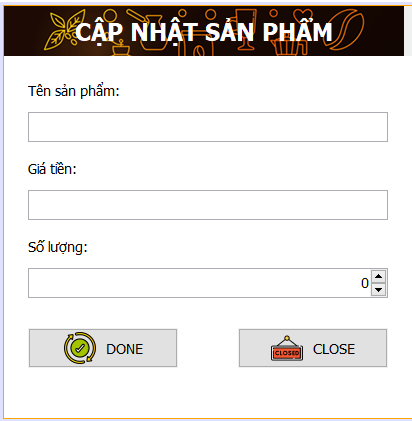 CẬP NHẬT SẢN PHẨM
Tên sản phẩm:
Giá tiền:
Số lượng:
0
DONE
CLOSED CLOSE